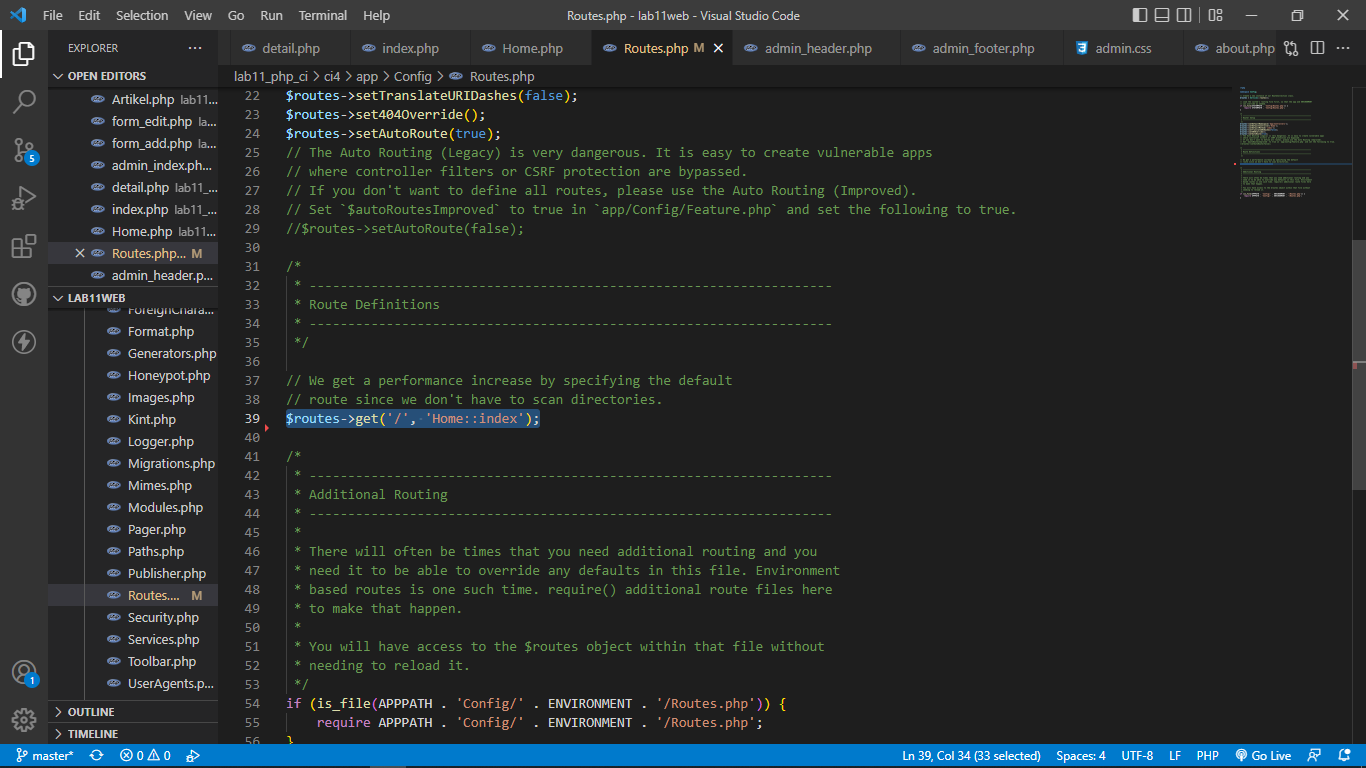 File Edit Selection View Go Run Terminal Help
Routes.php - lab11web - Visual Studio Code
EXPLORER
OPEN EDITORS
Artikel.php lab11...
form_edit.php la...
form_add.php la...
admin_index.ph...
detail.php lab11_...
index.php lab11_...
Home.php lab11...
Routes.php... M
admin_header.p...
LAB11WEB
ForeignChara...
Format.php
Generators.php
Honeypot.php
Images.php
Kint.php
Logger.php
Migrations.php
Mimes.php
Modules.php
Pager.php
Paths.php
Publisher.php
Routes.... M
Security.php
Services.php
Toolbar.php
UserAgents.p...
OUTLINE
TIMELINE
5
1
detail.php index.php Home.php Routes.php M admin_header.php admin_footer.php admin.css about.php
lab11_php_ci > ci4 > app > Config > Routes.php
22 $routes->setTranslateURIDashes(false);
23 $routes->set404Override();
24 $routes->setAutoRoute(true);
25 // The Auto Routing (Legacy) is very dangerous. It is easy to create vulnerable apps
26 // where controller filters or CSRF protection are bypassed.
27 // If you don't want to define all routes, please use the Auto Routing (Improved).
28 // Set `$autoRoutesImproved` to true in `app/Config/Feature.php` and set the following to true.
29 //$routes->setAutoRoute(false);
30
31 /*
32 * --------------------------------------------------------------------
33 * Route Definitions
34 * --------------------------------------------------------------------
35 */
36
37 // We get a performance increase by specifying the default
38 // route since we don't have to scan directories.
39 $routes->get('/', 'Home::index');
40
41 /*
42 * --------------------------------------------------------------------
43 * Additional Routing
44 * --------------------------------------------------------------------
45 *
46 * There will often be times that you need additional routing and you
47 * need it to be able to override any defaults in this file. Environment
48 * based routes is one such time. require() additional route files here
49 * to make that happen.
50 *
51 * You will have access to the $routes object within that file without
52 * needing to reload it.
53 */
54 if (is_file(APPPATH . 'Config/' . ENVIRONMENT . '/Routes.php')) {
55 require APPPATH . 'Config/' . ENVIRONMENT . '/Routes.php';
56 }
master* 0 0 Ln 39, Col 34 (33 selected) Spaces: 4 UTF-8 LF PHP Go Live